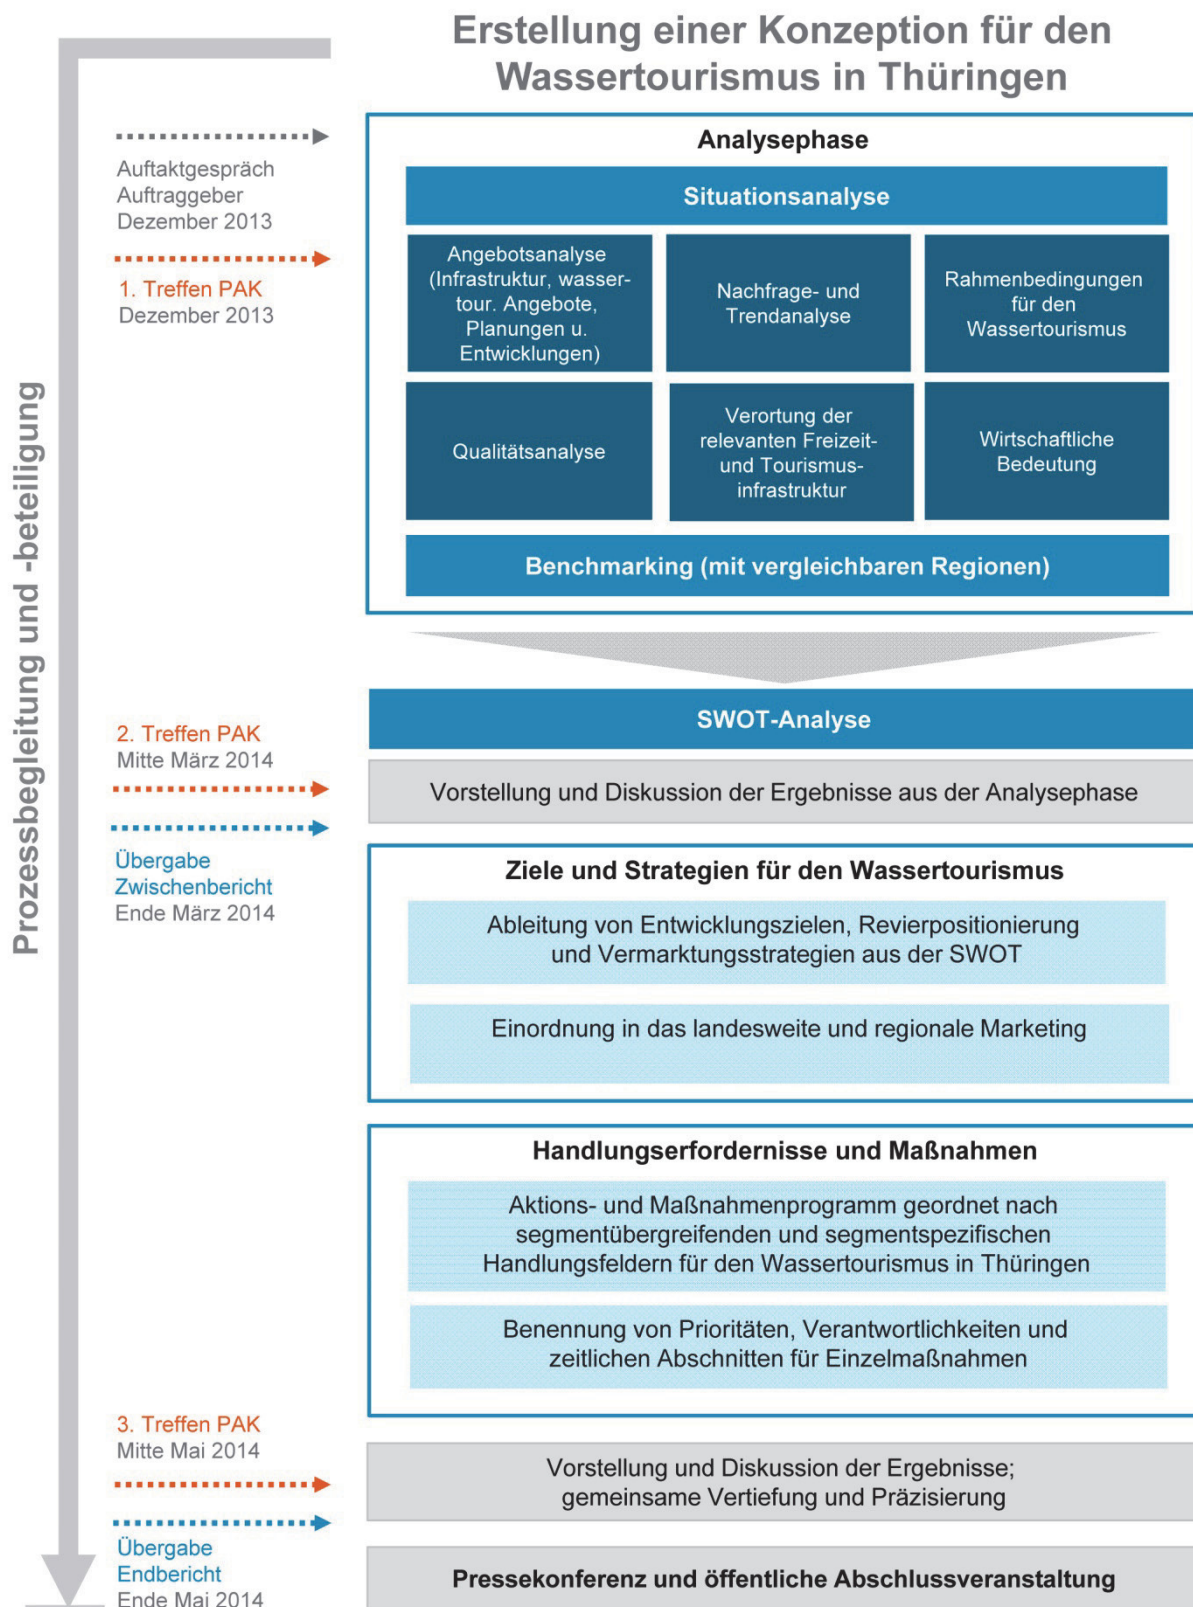 Erstellung einer Konzeption für den
Wassertourismus in Thüringen
Prozessbegleitung und -beteiligung
Auftaktgespräch
Auftraggeber
Dezember 2013
1. Treffen PAK
Dezember 2013
Analysephase
Situationsanalyse
Angebotsanalyse
(Infrastruktur, wasser-
tour. Angebote,
Planungen u.
Entwicklungen)
Nachfrage- und
Trendanalyse
Rahmenbedingungen
für den
Wassertourismus
Qualitätsanalyse
Verortung der
relevanten Freizeit-
und Tourismus-
infrastruktur
Wirtschaftliche
Bedeutung
Benchmarking (mit vergleichbaren Regionen)
SWOT-Analyse
2. Treffen PAK
Mitte März 2014
Vorstellung und Diskussion der Ergebnisse aus der Analysephase
Übergabe
Zwischenbericht
Ende März 2014
Ziele und Strategien für den Wassertourismus
Ableitung von Entwicklungszielen, Revierpositionierung
und Vermarktungsstrategien aus der SWOT
Einordnung in das landesweite und regionale Marketing
Handlungserfordernisse und Maßnahmen
Aktions- und Maßnahmenprogramm geordnet nach
segmentübergreifenden und segmentspezifischen
Handlungsfeldern für den Wassertourismus in Thüringen
Benennung von Prioritäten, Verantwortlichkeiten und
zeitlichen Abschnitten für Einzelmaßnahmen
3. Treffen PAK
Mitte Mai 2014
Vorstellung und Diskussion der Ergebnisse;
gemeinsame Vertiefung und Präzisierung
Übergabe
Endbericht
Ende Mai 2014
Pressekonferenz und öffentliche Abschlussveranstaltung